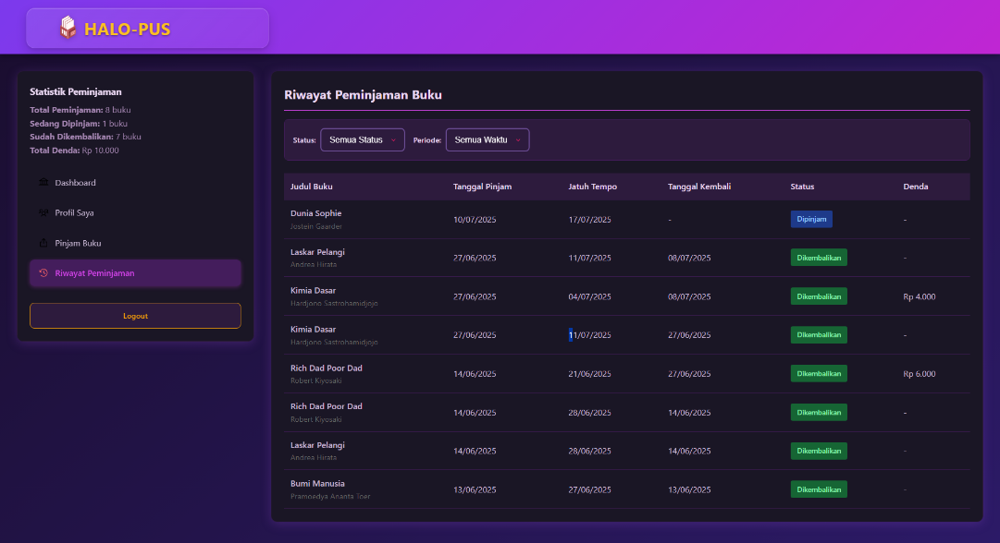 HALO-PUS
Statistik Peminjaman
Total Peminjaman: 8 buku
Sedang Dipinjam: 1 buku
Sudah Dikembalikan: 7 buku
Total Denda: Rp 10.000
Dashboard
Profil Saya
Pinjam Buku
Riwayat Peminjaman
Logout
Riwayat Peminjaman Buku
Status: Semua Status Periode: Semua Waktu
Judul Buku Tanggal Pinjam Jatuh Tempo Tanggal Kembali Status Denda
Dunia Sophie
Jostein Gaarder
10/07/2025 17/07/2025 - Dipinjam -
Laskar Pelangi
Andrea Hirata
27/06/2025 11/07/2025 08/07/2025 Dikembalikan -
Kimia Dasar
Hardjono Sastrohamidjojo
27/06/2025 04/07/2025 08/07/2025 Dikembalikan Rp 4.000
Kimia Dasar
Hardjono Sastrohamidjojo
27/06/2025 11/07/2025 27/06/2025 Dikembalikan -
Rich Dad Poor Dad
Robert Kiyosaki
14/06/2025 21/06/2025 27/06/2025 Dikembalikan Rp 6.000
Rich Dad Poor Dad
Robert Kiyosaki
14/06/2025 28/06/2025 14/06/2025 Dikembalikan -
Laskar Pelangi
Andrea Hirata
14/06/2025 28/06/2025 14/06/2025 Dikembalikan -
Bumi Manusia
Pramoedya Ananta Toer
13/06/2025 27/06/2025 13/06/2025 Dikembalikan -